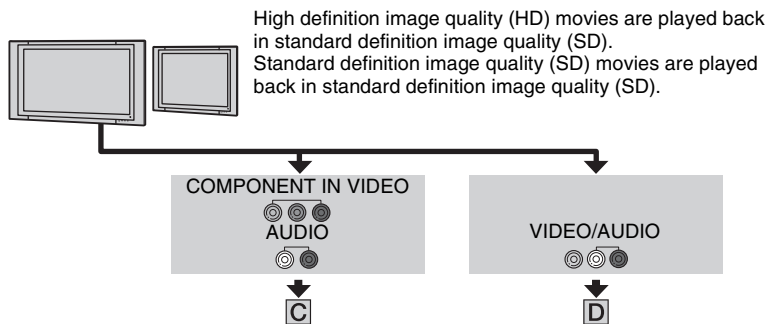 High definition image quality (HD) movies are played back
in standard definition image quality (SD).
Standard definition image quality (SD) movies are played
back in standard definition image quality (SD).
COMPONENT IN VIDEO
AUDIO
VIDEO/AUDIO
C
D